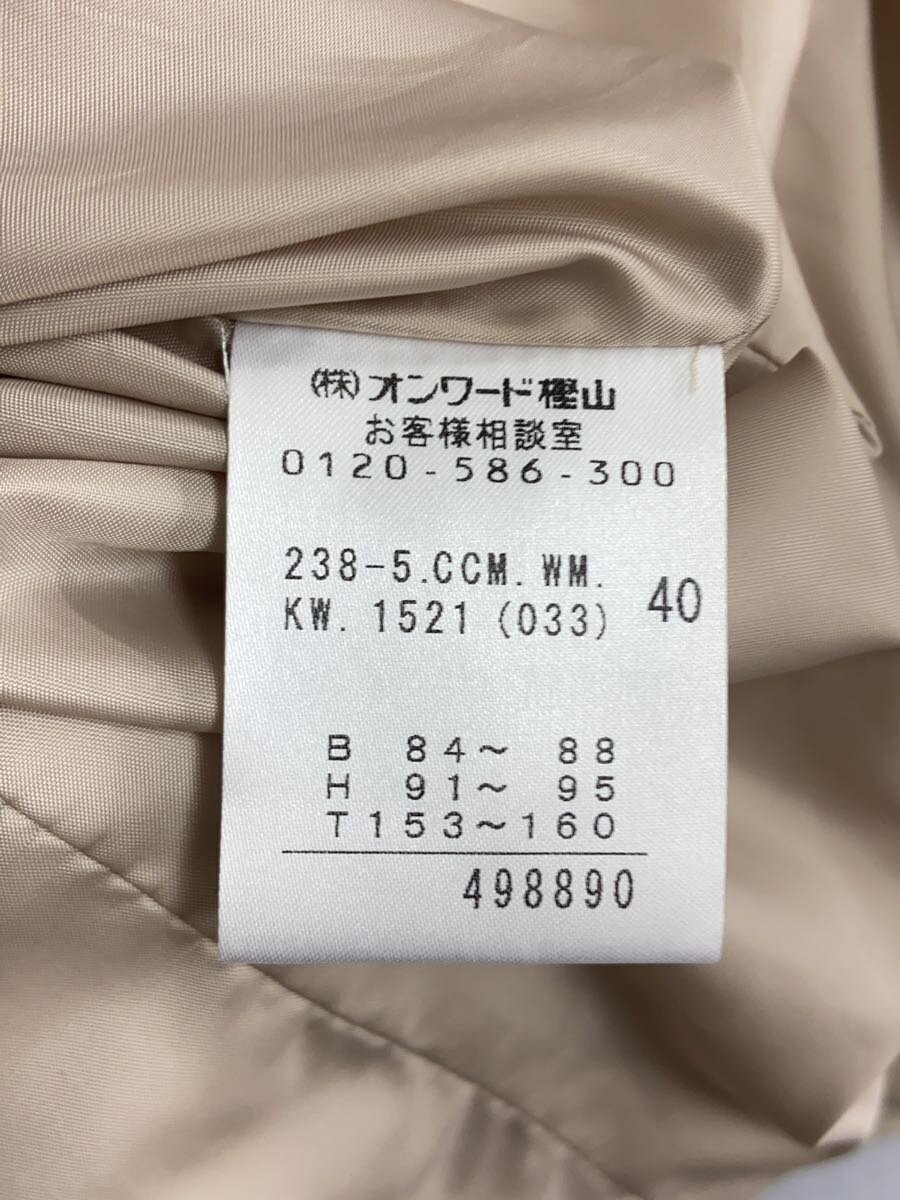 (株)オンワード樫山
お客様相談室
0120-586-300
238-5.CCM.WM.
KW.1521(033) 40
B 84~ 88
H 91~ 95
T153~160
498890